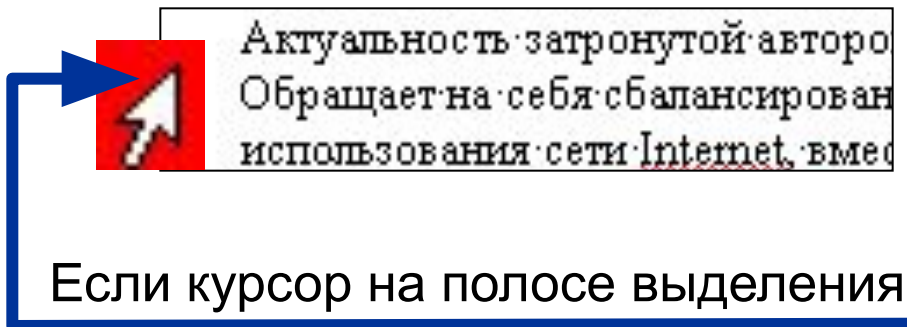 Актуальность·затронутой·авторо
Обращает·на·себя·сбалансирован
использования·сети·Internet,·вмес
Если курсор на полосе выделения